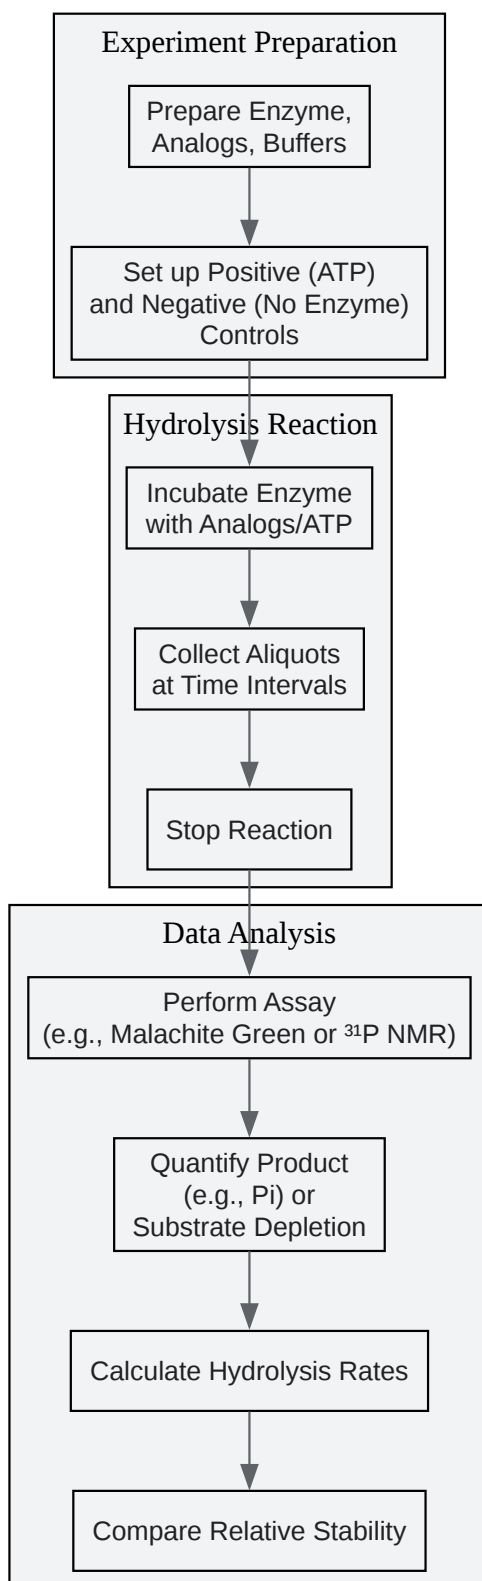 Experiment Preparation
Prepare Enzyme,
Analogs, Buffers
Set up Positive (ATP)
and Negative (No Enzyme)
Controls
Hydrolysis Reaction
Incubate Enzyme
with Analogs/ATP
Collect Aliquots
at Time Intervals
Stop Reaction
Data Analysis
Perform Assay
(e.g., Malachite Green or ³¹P NMR)
Quantify Product
(e.g., Pi) or
Substrate Depletion
Calculate Hydrolysis Rates
Compare Relative Stability